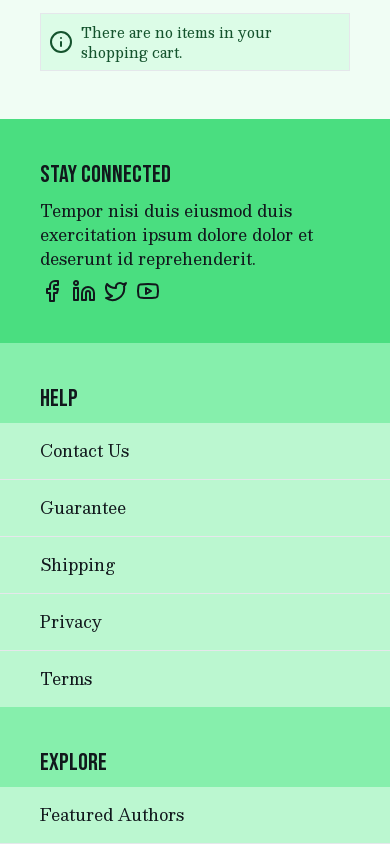 There are no items in your
shopping cart.
STAY CONNECTED
Tempor nisi duis eiusmod duis
exercitation ipsum dolore dolor et
deserunt id reprehenderit.
HELP
Contact Us
Guarantee
Shipping
Privacy
Terms
EXPLORE
Featured Authors